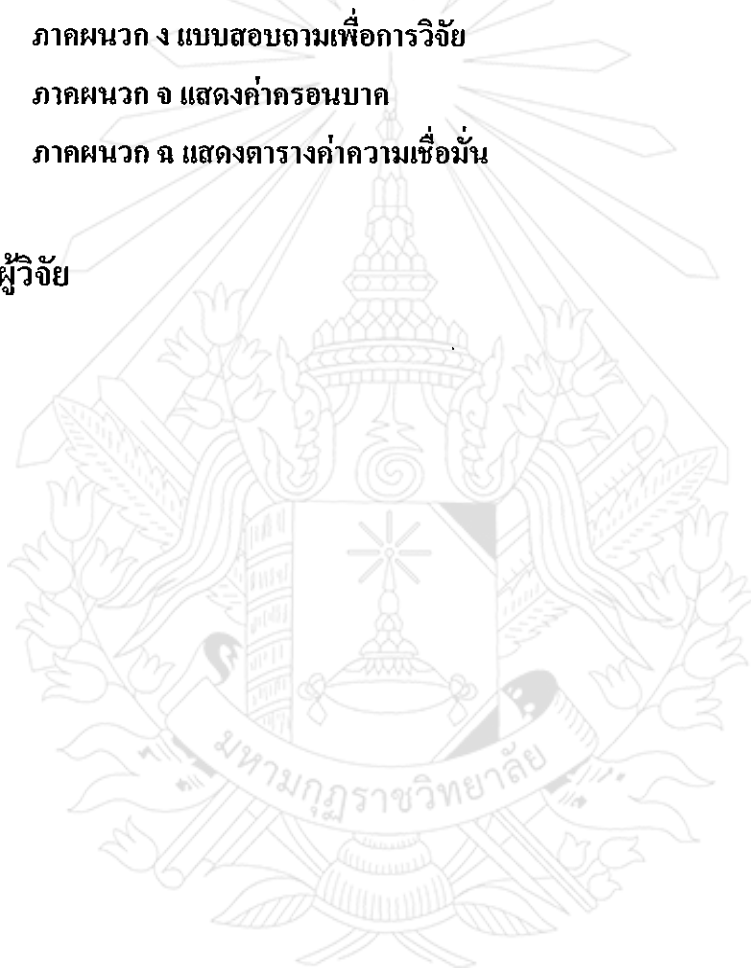 ภาคผนวก ง แบบสอบถามเพื่อการวิจัย
ภาคผนวก จ แสดงค่าครอนบาค
ภาคผนวก ฉ แสดงตารางค่าความเชื่อมั่น
ผู้วิจัย
มหามกุฏราชวิทยาลัย